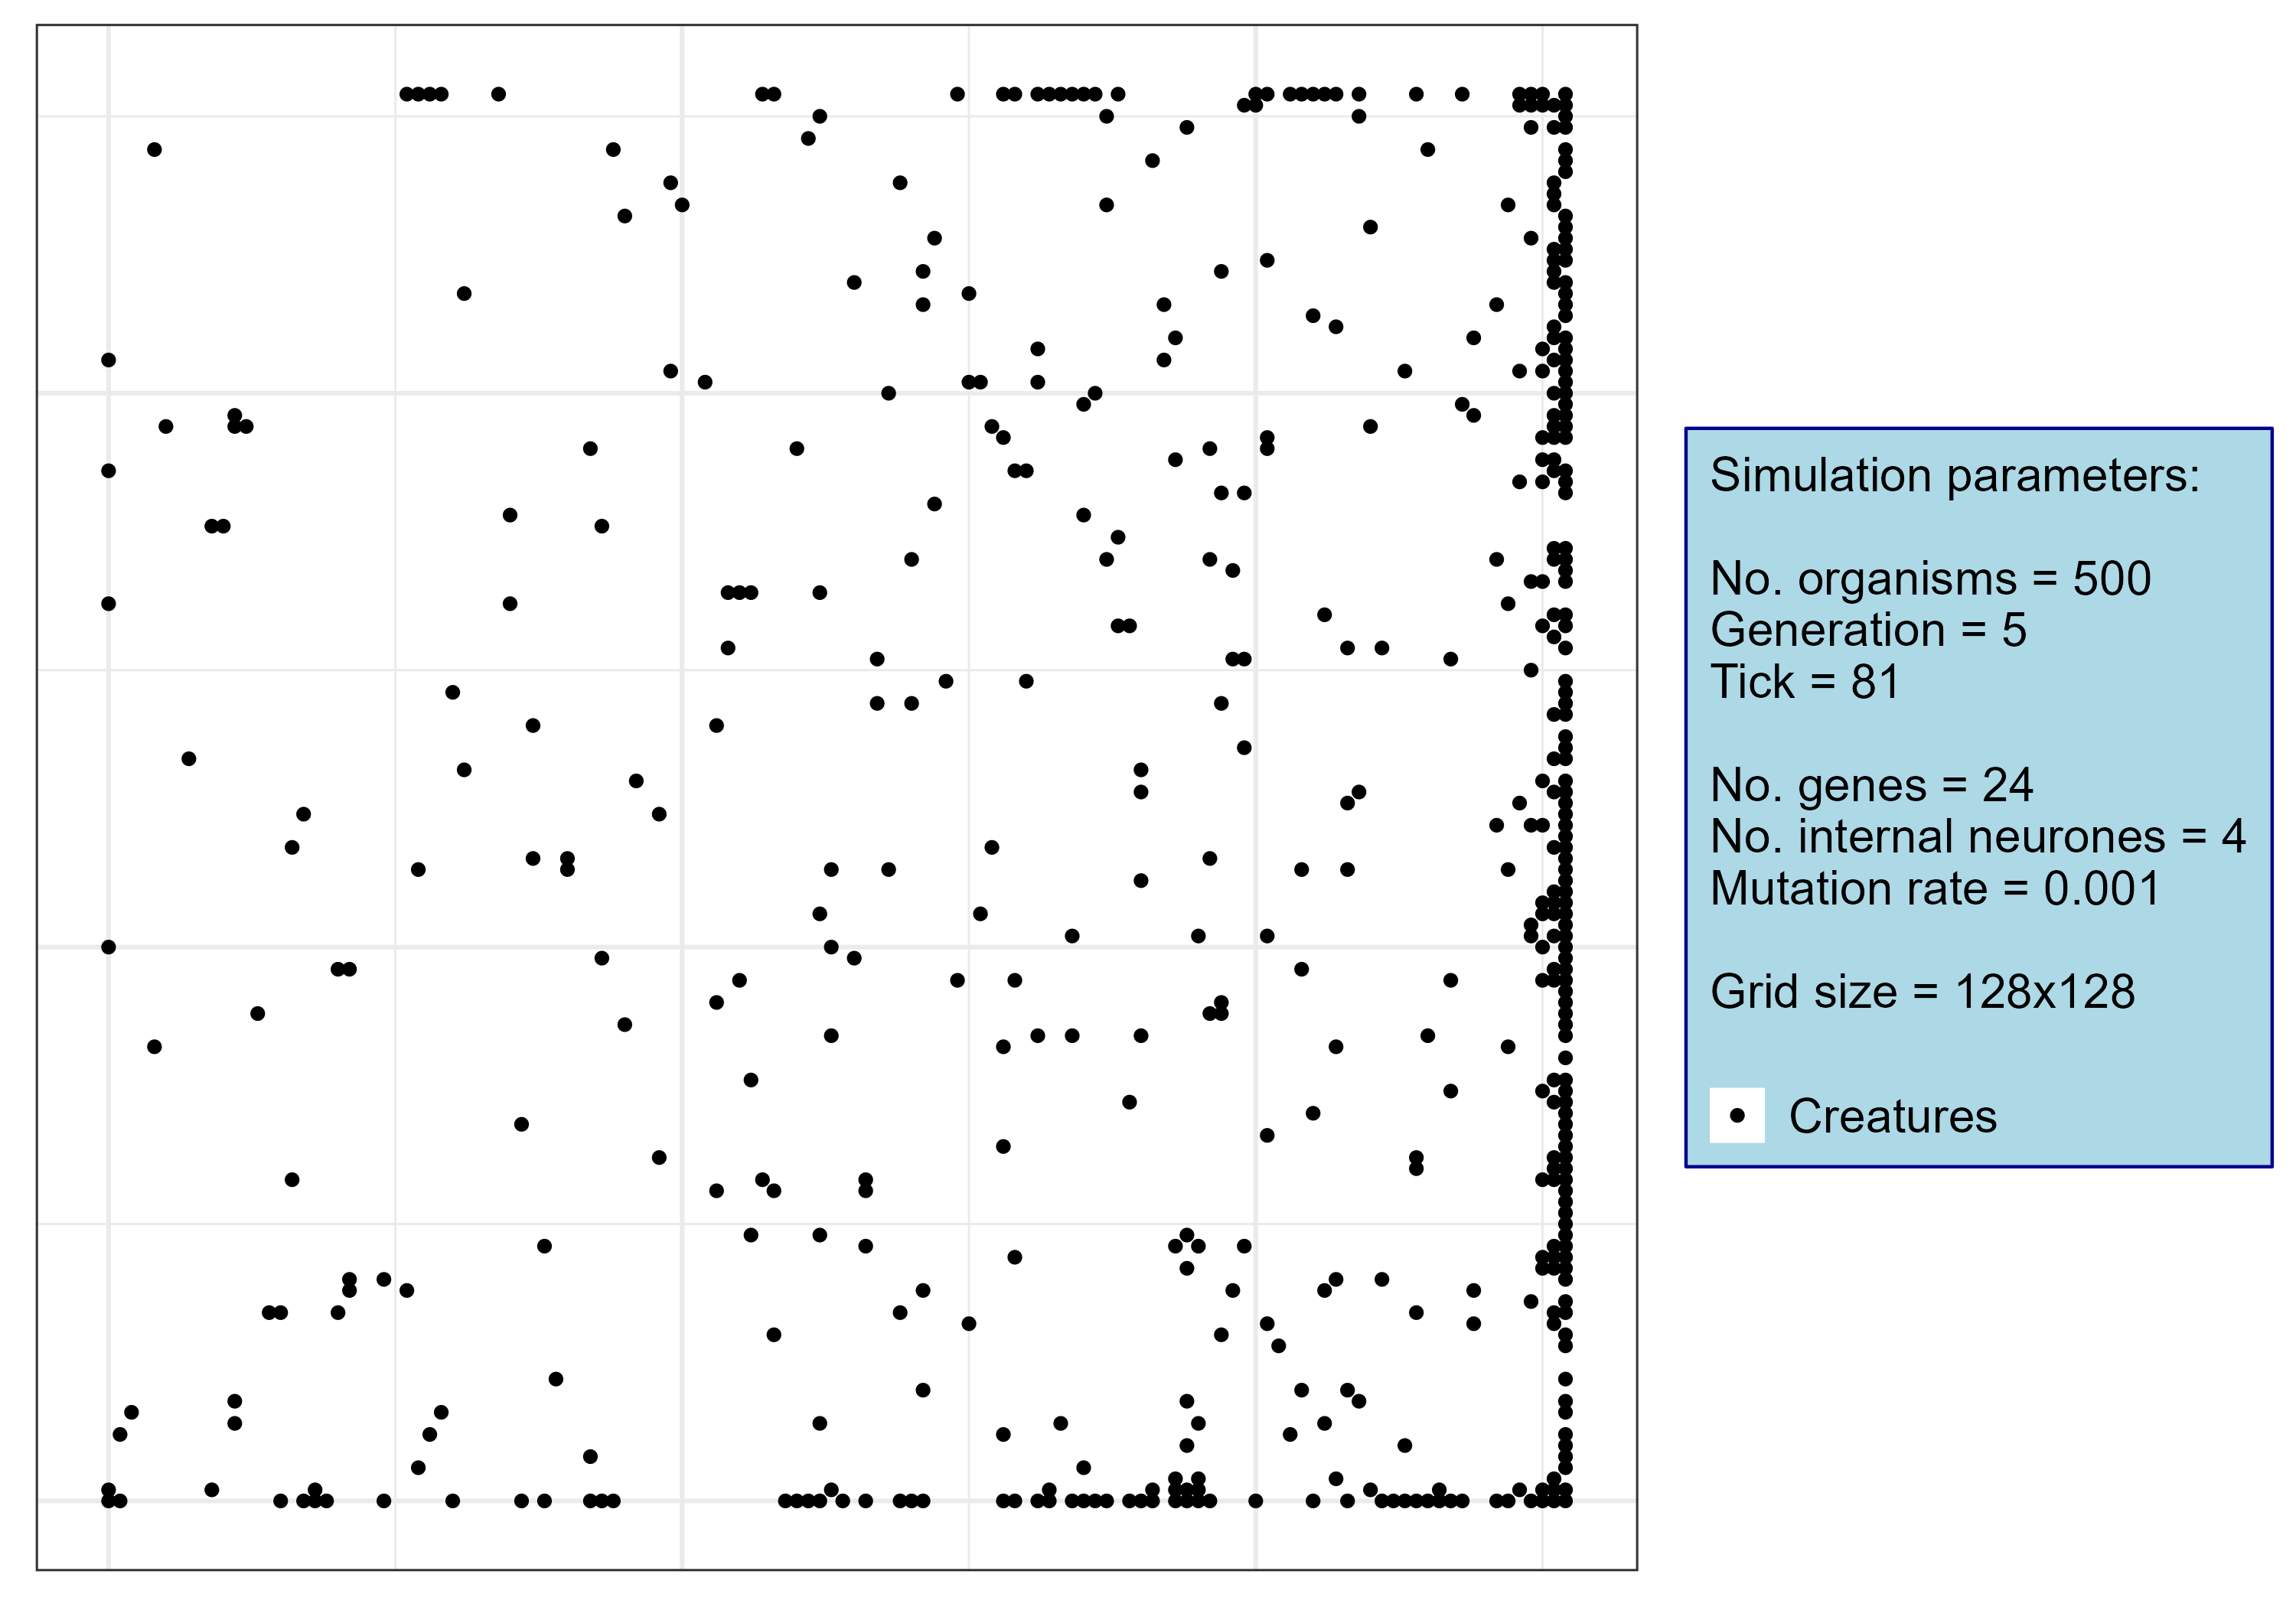 Simulation parameters:
No. organisms = 500
Generation = 5
Tick = 81
No. genes = 24
No. internal neurones = 4
Mutation rate = 0.001
Grid size = 128x128
Creatures